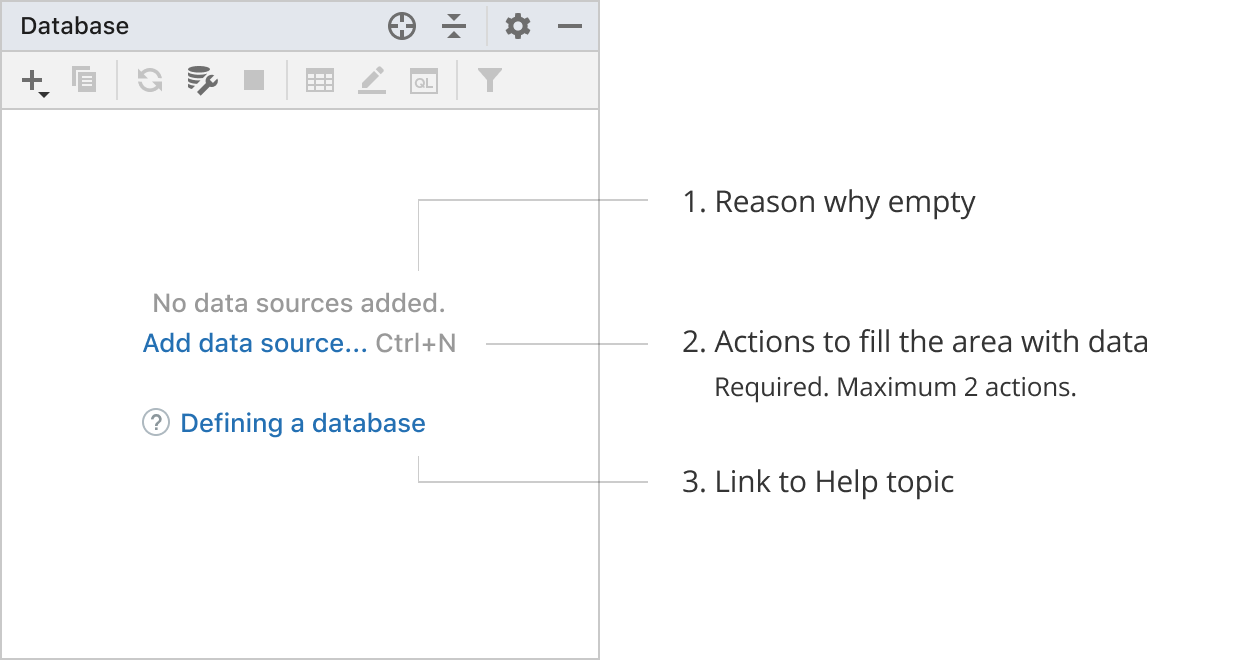 Database
QL
1. Reason why empty
No data sources added.
Add data source... Ctrl+N
2. Actions to fill the area with data
Required. Maximum 2 actions.
? Defining a database
3. Link to Help topic